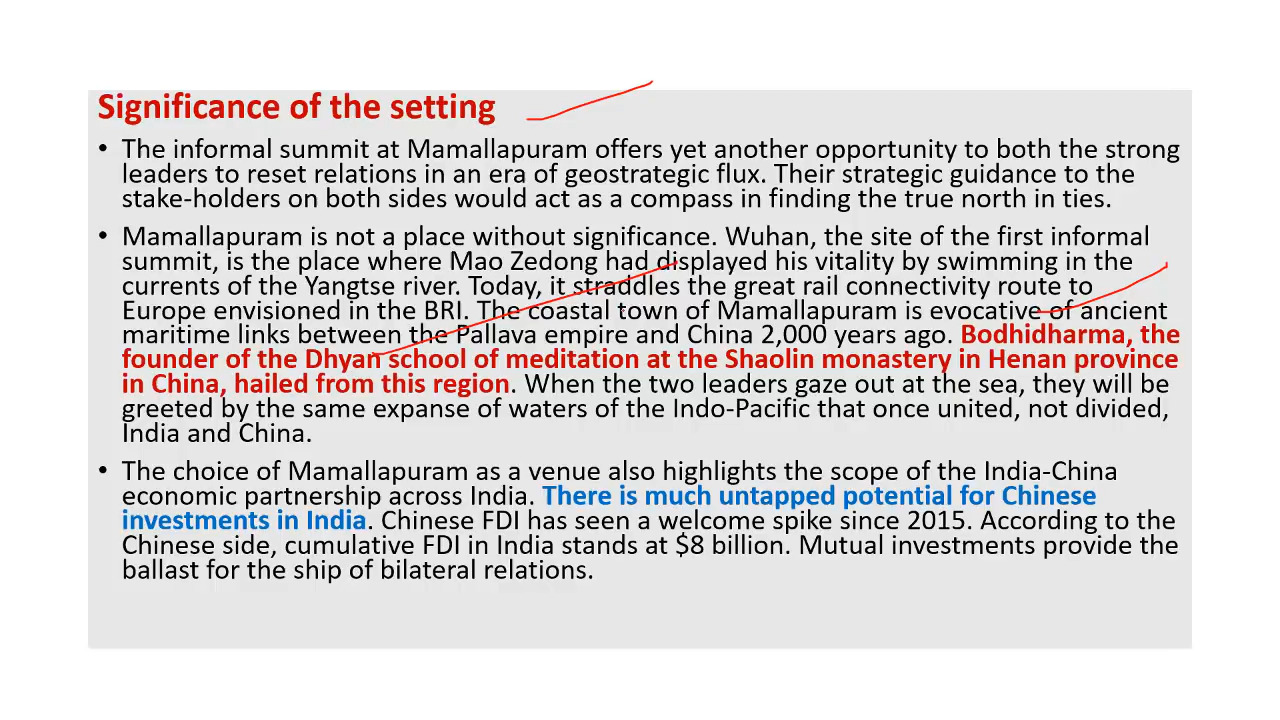 Significance of the setting
• The informal summit at Mamallapuram offers yet another opportunity to both the strong
leaders to reset relations in an era of geostrategic flux. Their strategic guidance to the
stake-holders on both sides would act as a compass in finding the true north in ties.
• Mamallapuram is not a place without significance. Wuhan, the site of the first informal
summit, is the place where Mao Zedong had displayed his vitality by swimming in the
currents of the Yangtse river. Today, it straddles the great rail connectivity route to
Europe envisioned in the BRI. The coastal town of Mamallapuram is evocative of ancient
maritime links between the Pallava empire and China 2,000 years ago. Bodhidharma, the
founder of the Dhyan school of meditation at the Shaolin monastery in Henan province
in China, hailed from this region. When the two leaders gaze out at the sea, they will be
greeted by the same expanse of waters of the Indo-Pacific that once united, not divided,
India and China.
• The choice of Mamallapuram as a venue also highlights the scope of the India-China
economic partnership across India. There is much untapped potential for Chinese
investments in India. Chinese FDI has seen a welcome spike since 2015. According to the
Chinese side, cumulative FDI in India stands at $8 billion. Mutual investments provide the
ballast for the ship of bilateral relations.